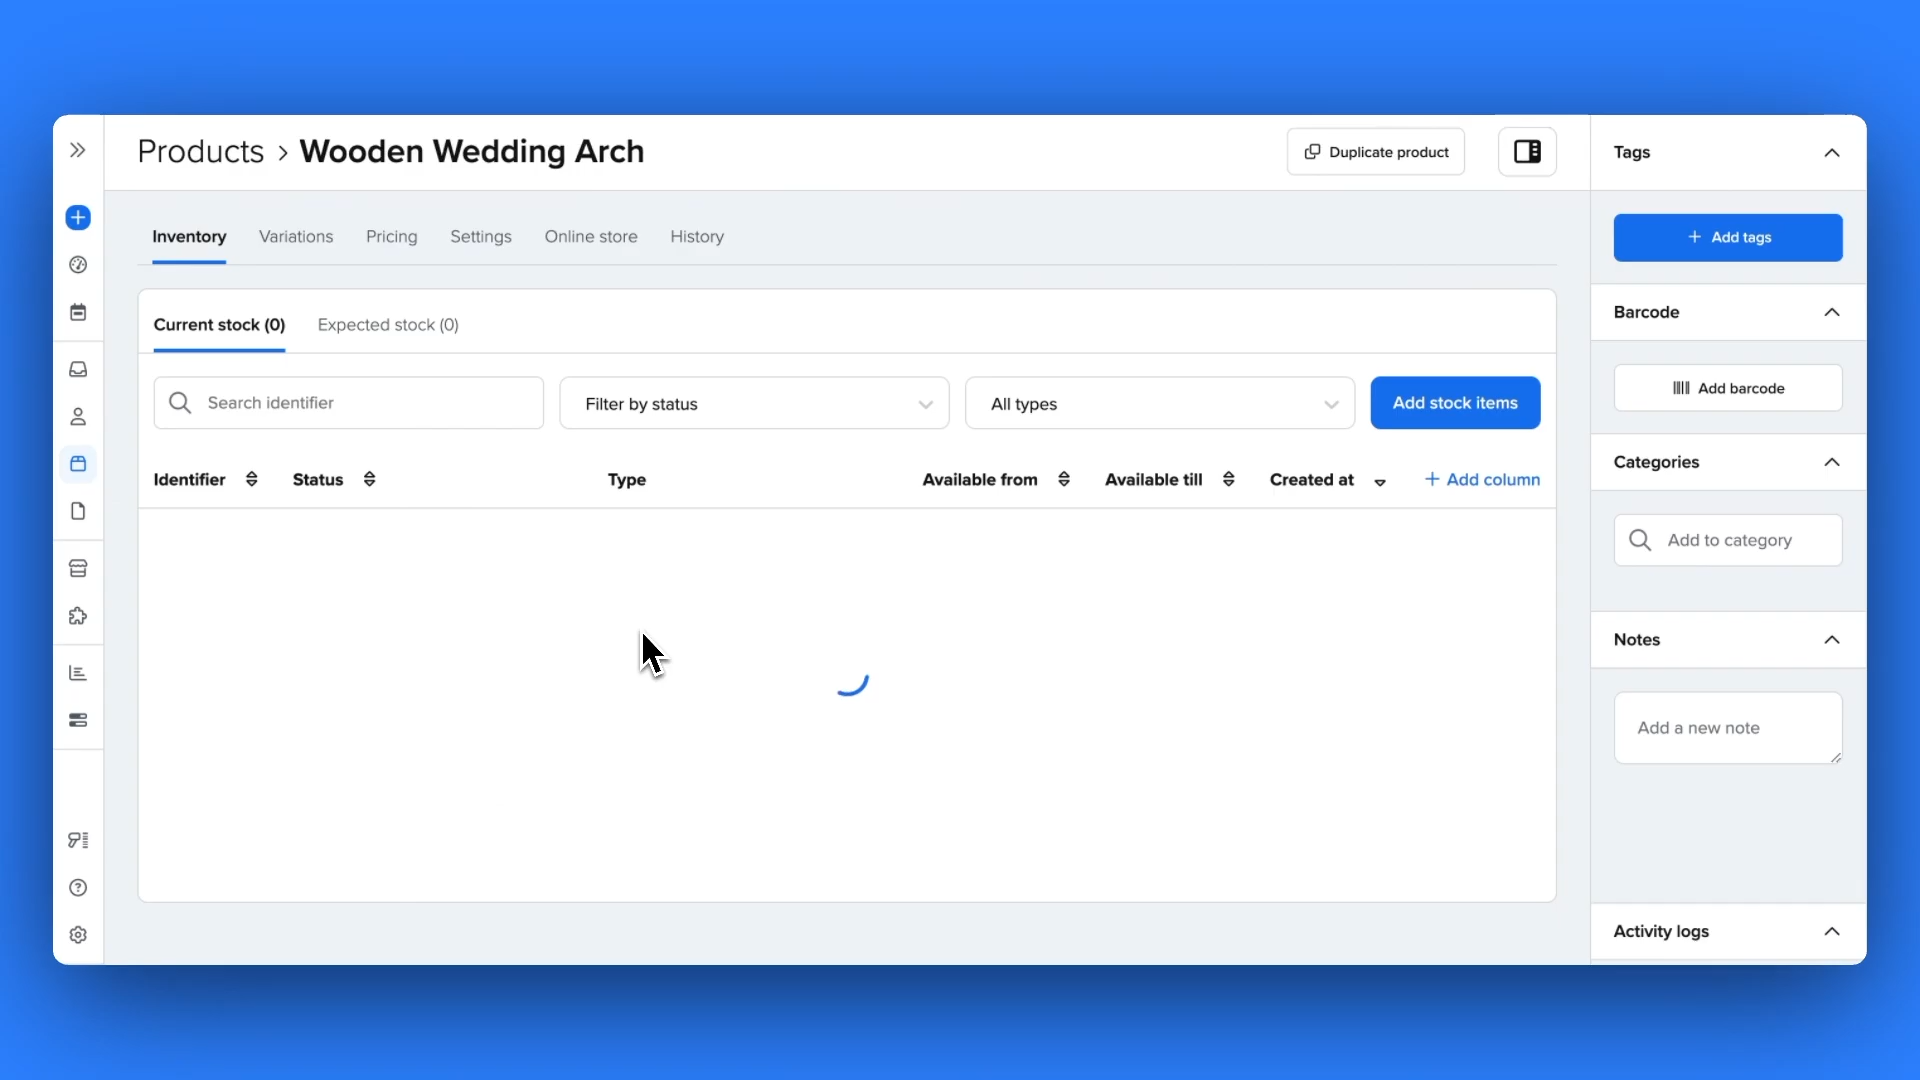 Products > Wooden Wedding Arch
Duplicate product
Inventory
Variations
Pricing
Settings
Online store
History
Current stock (0)
Expected stock (0)
Search identifier
Filter by status
All types
Add stock items
Identifier
Status
Type
Available from
Available till
Created at
+ Add column
Tags
+ Add tags
Barcode
Add barcode
Categories
Add to category
Notes
Add a new note
Activity logs